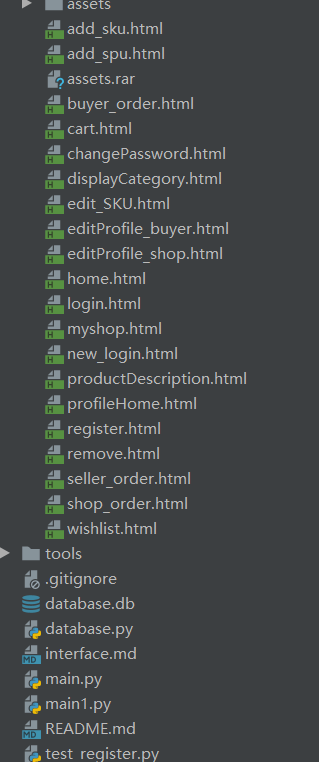 assets
add_sku.html
add_spu.html
assets.rar
buyer_order.html
cart.html
changePassword.html
displayCategory.html
edit_SKU.html
editProfile_buyer.html
editProfile_shop.html
home.html
login.html
myshop.html
new_login.html
productDescription.html
profileHome.html
register.html
remove.html
seller_order.html
shop_order.html
wishlist.html
tools
.gitignore
database.db
database.py
interface.md
main.py
main1.py
README.md
test_register.py